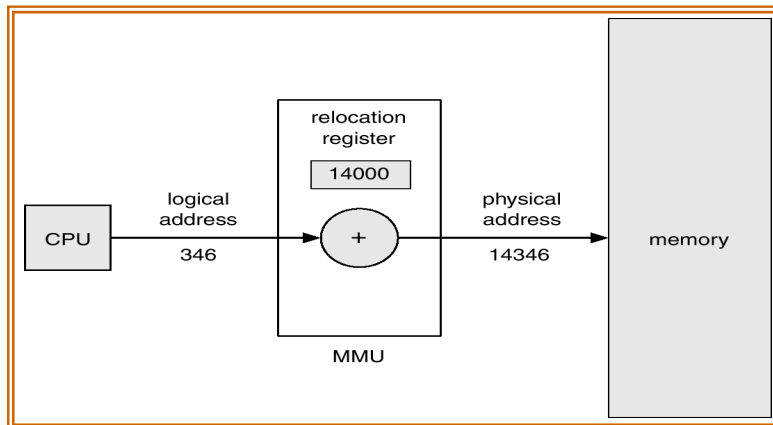 relocation
register
14000
logical
address
346
CPU
+
physical
address
14346
memory
MMU